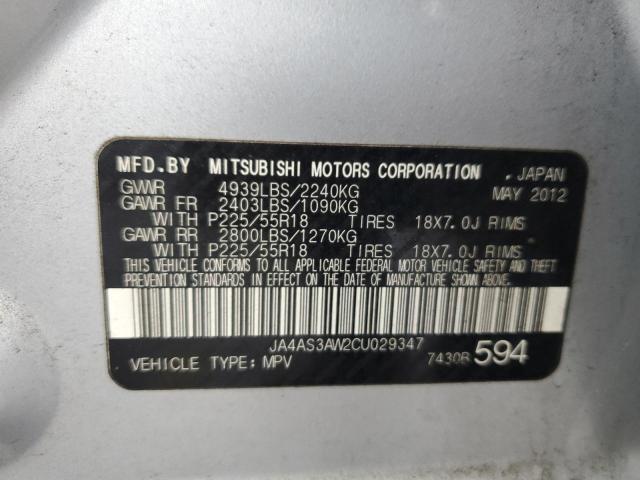 MFD.BY MITSUBISHI MOTORS CORPORATION , JAPAN
GVWR 4939LBS/2240KG MAY 2012
GAWR FR 2403LBS/1090KG
WITH P225/55R18 TIRES 18X7.0J RIMS
GAWR RR 2800LBS/1270KG
WITH P225/55R18 TIRES 18X7.0J RIMS
THIS VEHICLE CONFORMS TO ALL APPLICABLE FEDERAL MOTOR VEHICLE SAFETY AND THEFT
PREVENTION STANDARDS IN EFFECT ON THE DATE OF MANUFACTURE SHOWN ABOVE.
JA4AS3AW2CU029347
VEHICLE TYPE: MPV 7430B 594